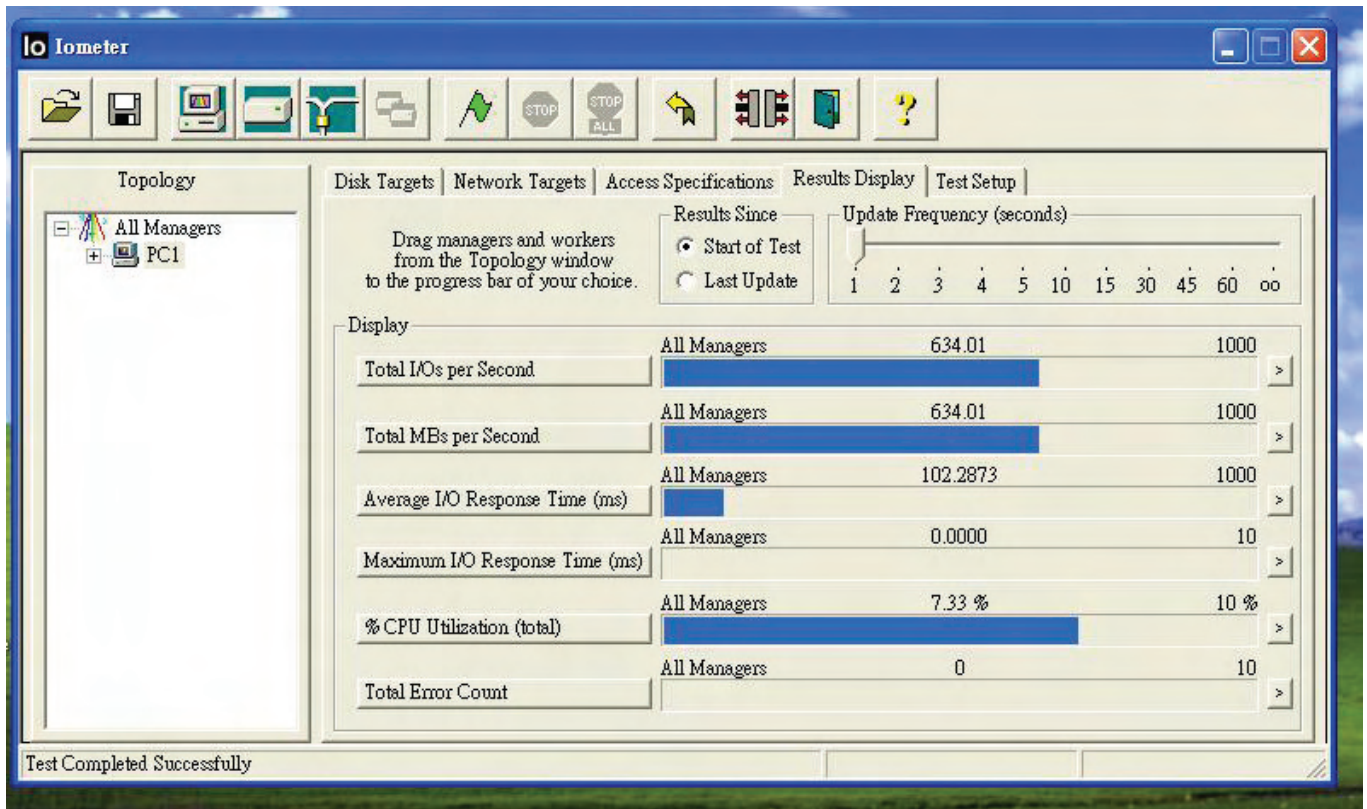 Io Iometer
STOP
STOP
ALL
?
Topology
All Managers
PC1
Disk Targets
Network Targets
Access Specifications
Results Display
Test Setup
Drag managers and workers
from the Topology window
to the progress bar of your choice.
Results Since
Start of Test
Last Update
Update Frequency (seconds)
1 2 3 4 5 10 15 30 45 60 oo
Display
All Managers 634.01 1000
Total I/Os per Second >
All Managers 634.01 1000
Total MBs per Second >
All Managers 102.2873 1000
Average I/O Response Time (ms) >
All Managers 0.0000 10
Maximum I/O Response Time (ms) >
All Managers 7.33 % 10 %
% CPU Utilization (total) >
All Managers 0 10
Total Error Count >
Test Completed Successfully